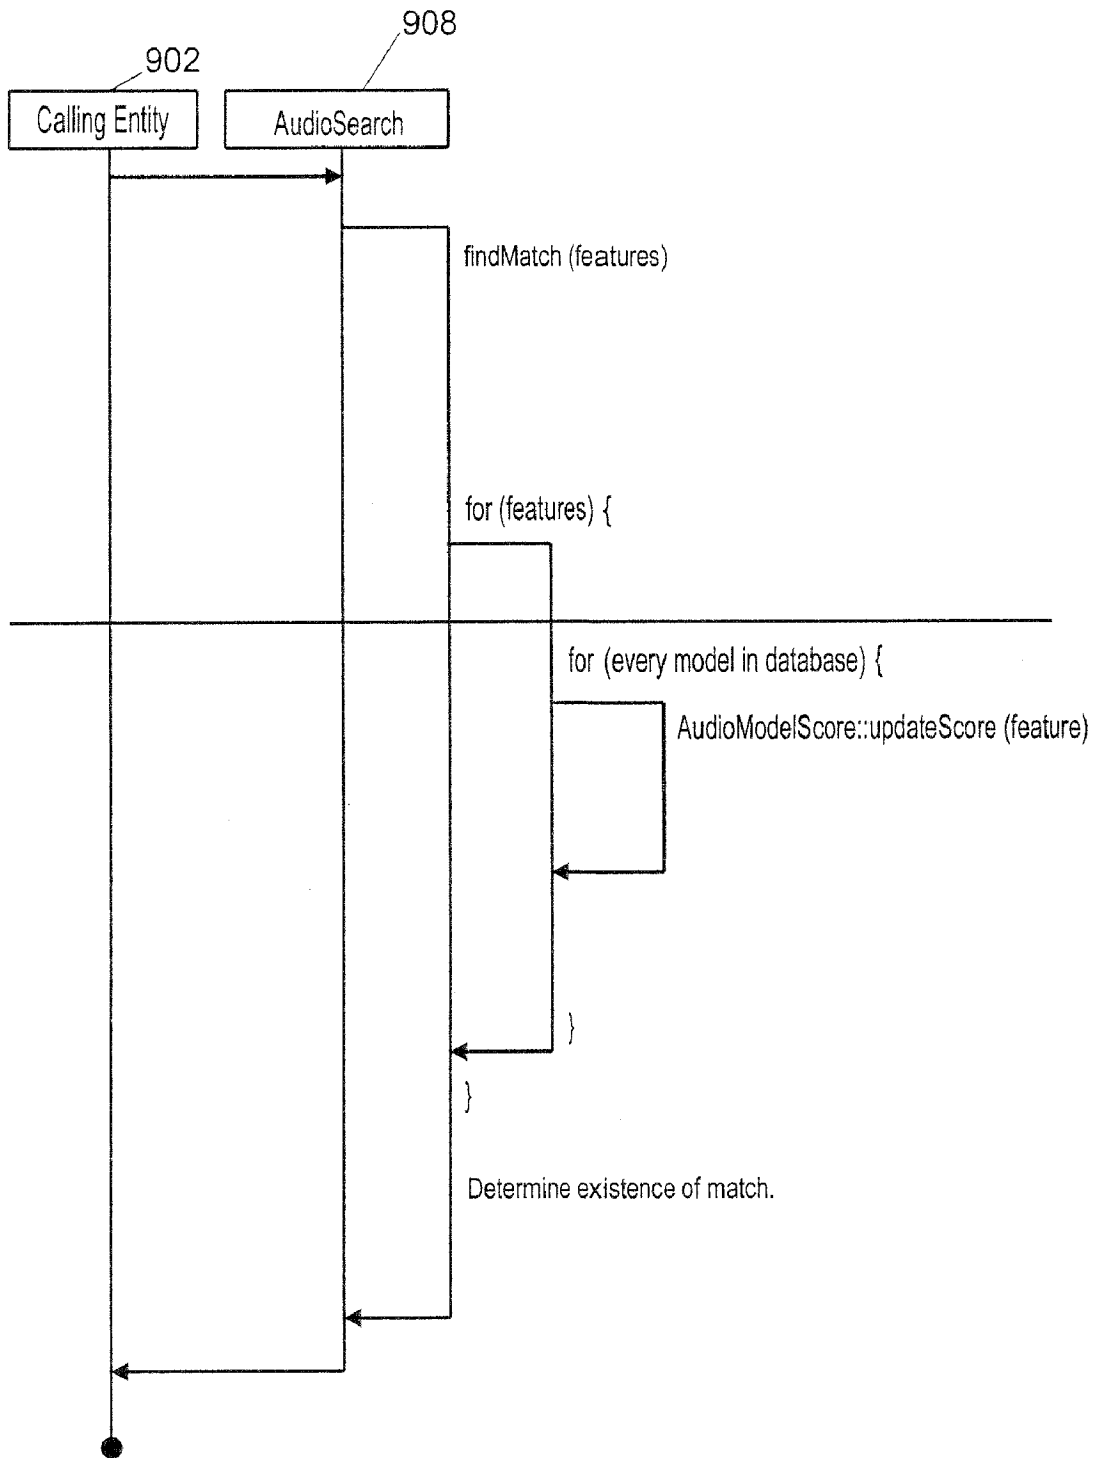 908
902
Calling Entity
AudioSearch
findMatch (features)
for (features) {
for (every model in database) {
AudioModelScore::updateScore (feature)
}
}
Determine existence of match.